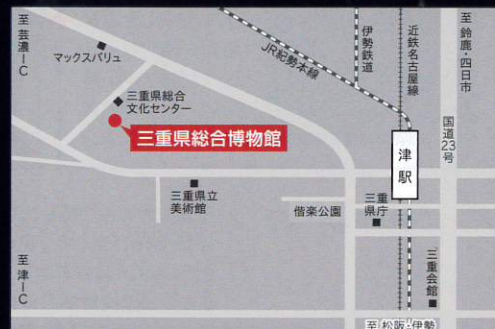 至芸濃IC
マックスバリュ
三重県総合
文化センター
三重県総合博物館
JR紀勢本線
伊勢鉄道
近鉄名古屋線
至鈴鹿・四日市
国道23号
津駅
三重県立
美術館
偕楽公園
三重
県庁
三重会館
至津IC
至松阪・伊勢